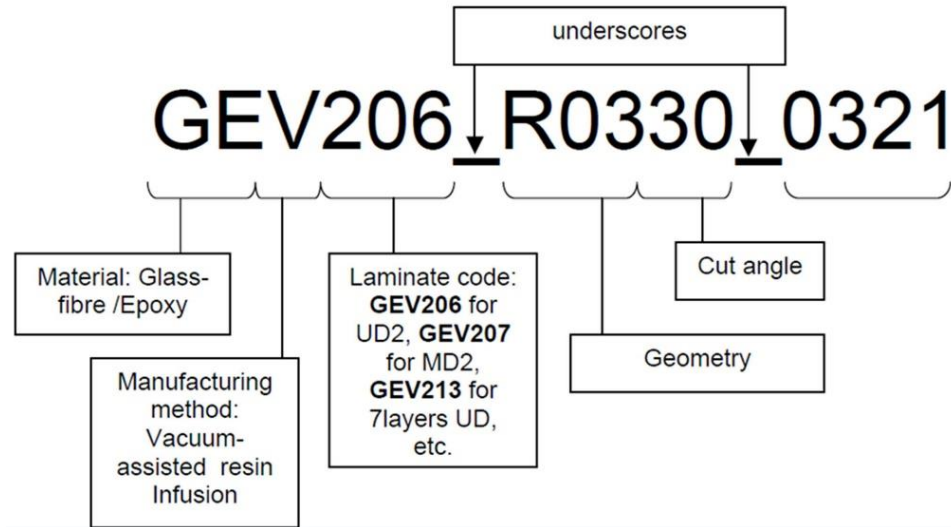 underscores
GEV206_R0330_0321
Material: Glass-
fibre /Epoxy
Manufacturing
method:
Vacuum-
assisted resin
Infusion
Laminate code:
GEV206 for
UD2, GEV207
for MD2,
GEV213 for
7layers UD,
etc.
Cut angle
Geometry